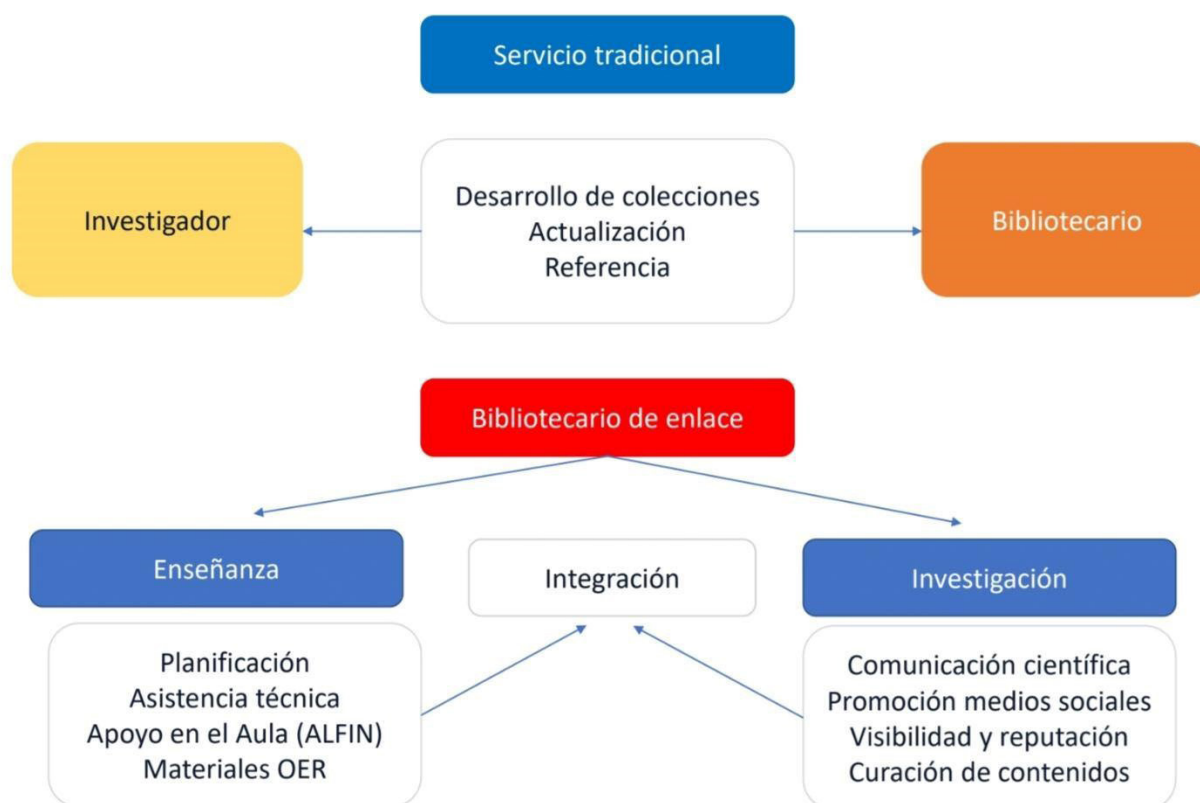 Servicio tradicional
Investigador
Desarrollo de colecciones
Actualización
Referencia
Bibliotecario
Bibliotecario de enlace
Enseñanza
Integración
Investigación
Planificación
Asistencia técnica
Apoyo en el Aula (ALFIN)
Materiales OER
Comunicación científica
Promoción medios sociales
Visibilidad y reputación
Curación de contenidos